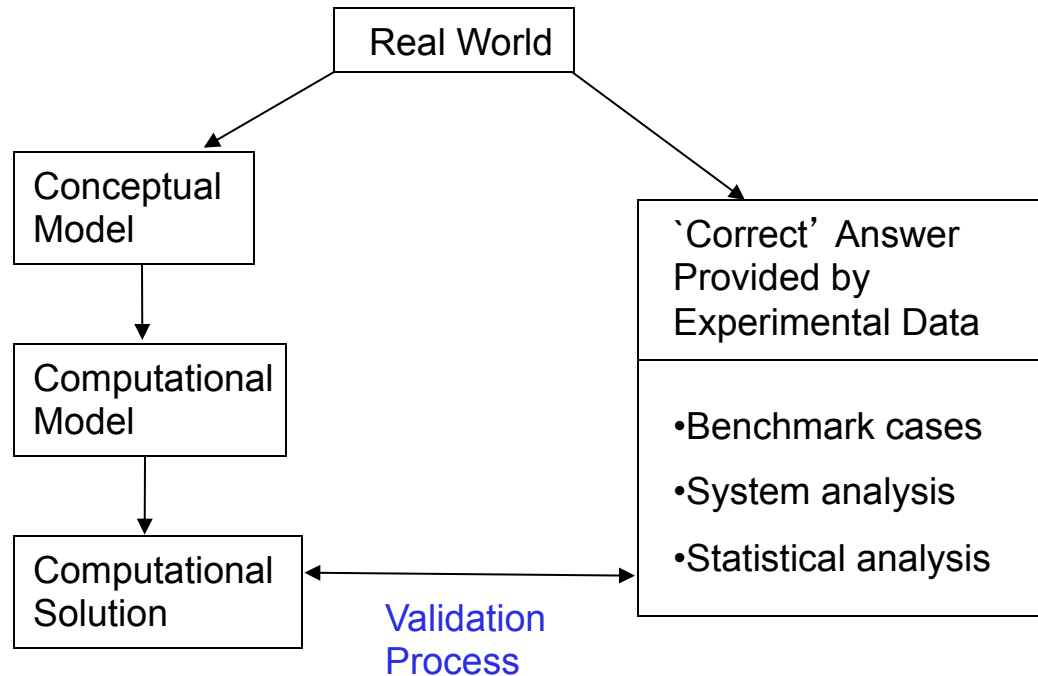 Real World
Conceptual
Model
`Correct’ Answer
Provided by
Experimental Data
Computational
Model
•Benchmark cases
•System analysis
•Statistical analysis
Computational
Solution
Validation
Process